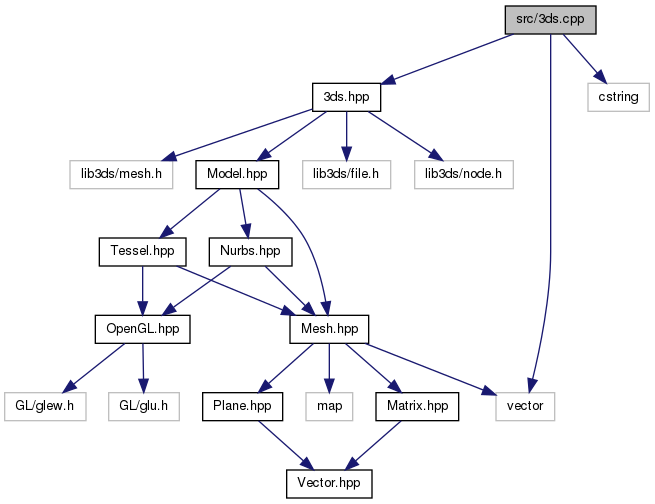 src/3ds.cpp
3ds.hpp
cstring
lib3ds/mesh.h
Model.hpp
lib3ds/file.h
lib3ds/node.h
Tessel.hpp
Nurbs.hpp
OpenGL.hpp
Mesh.hpp
GL/glew.h
GL/glu.h
Plane.hpp
map
Matrix.hpp
vector
Vector.hpp